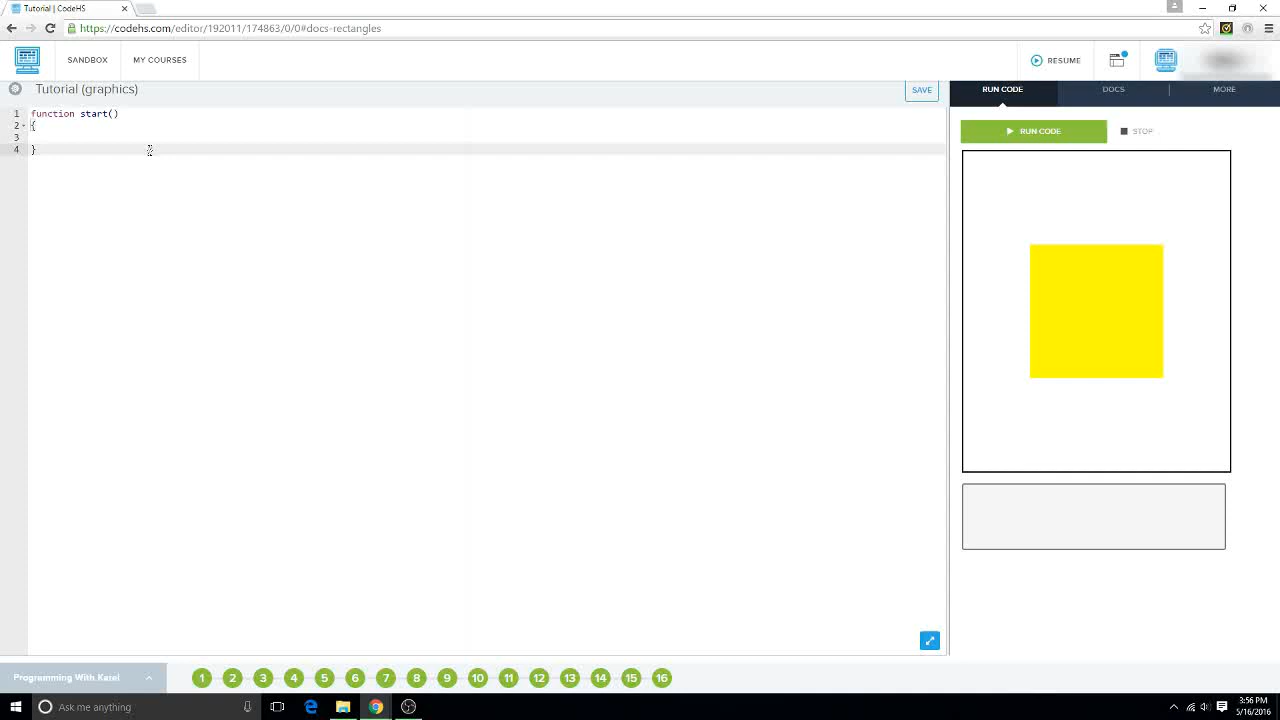 Tutorial | CodeHS
https://codehs.com/editor/192011/174863/0/0#docs-rectangles
SANDBOX
MY COURSES
RESUME
Tutorial (graphics)
SAVE
RUN CODE
DOCS
MORE
1 function start()
2 {
3
4 }
RUN CODE
STOP
Programming With Karel
1 2 3 4 5 6 7 8 9 10 11 12 13 14 15 16
Ask me anything
3:56 PM
5/16/2016